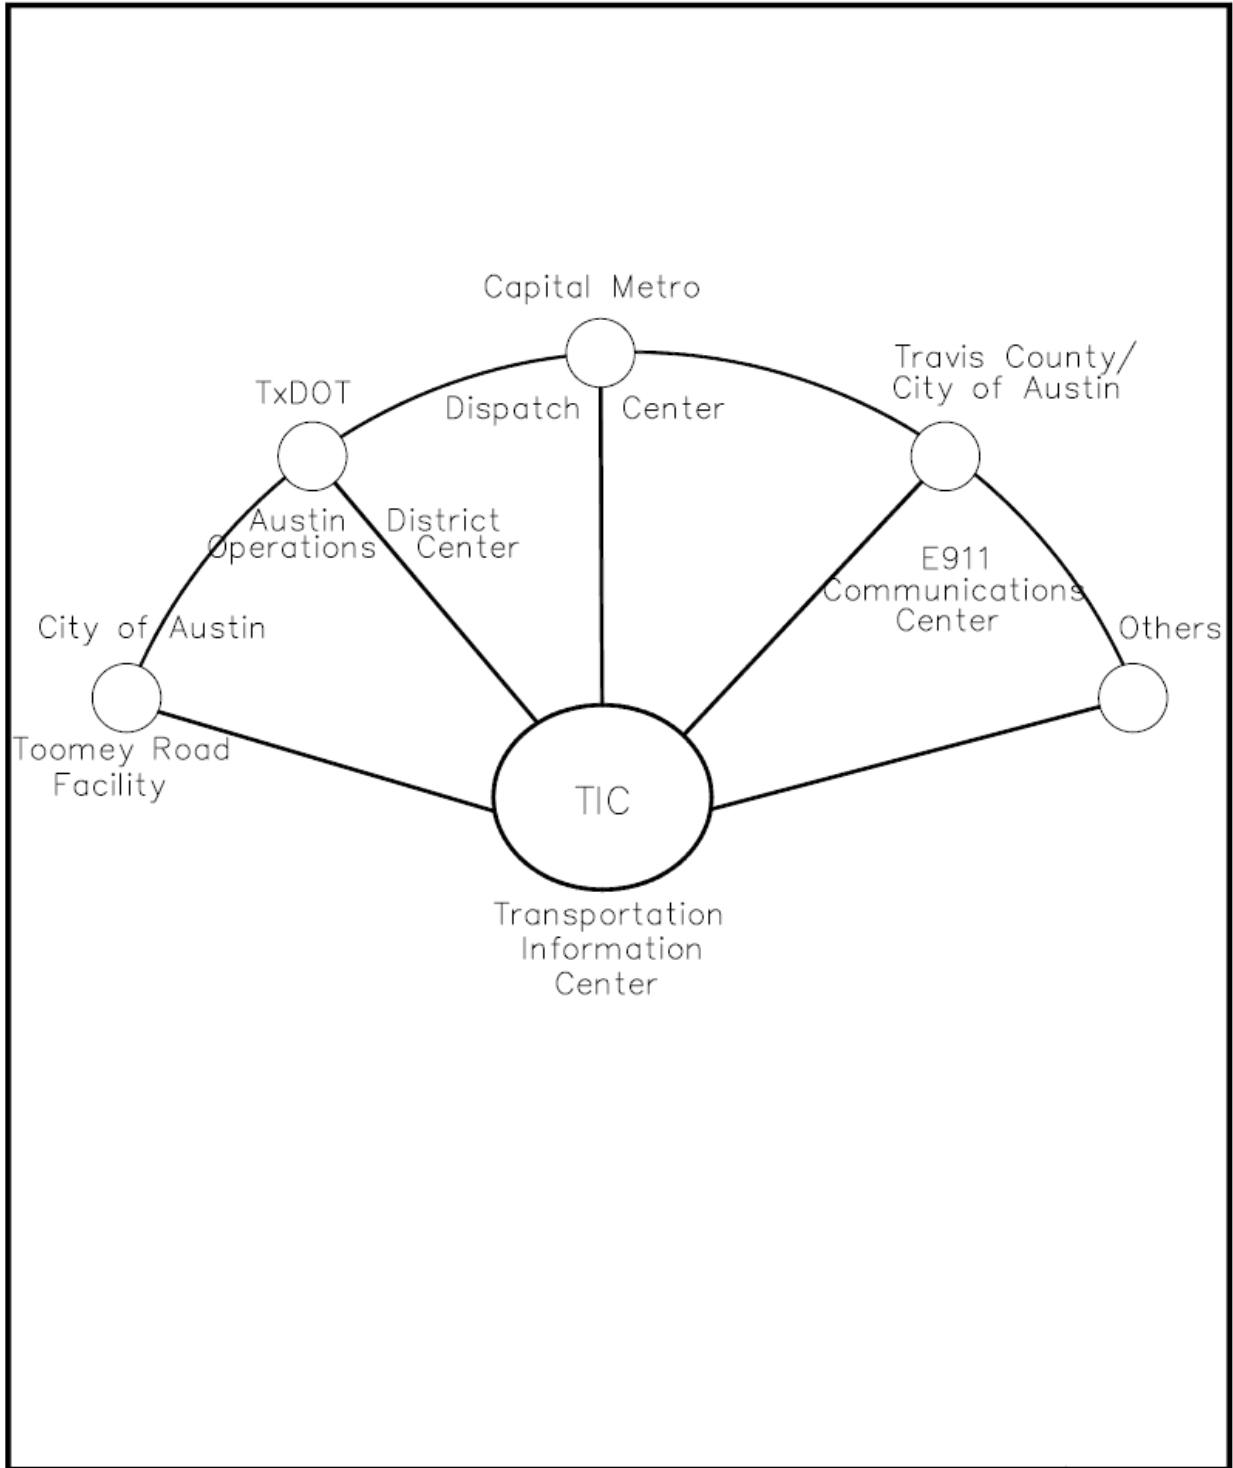 Capital Metro
Dispatch Center
Travis County/
City of Austin
TxDOT
Austin District
Operations Center
E911
Communications
Center
City of Austin
Toomey Road
Facility
Others
TIC
Transportation
Information
Center